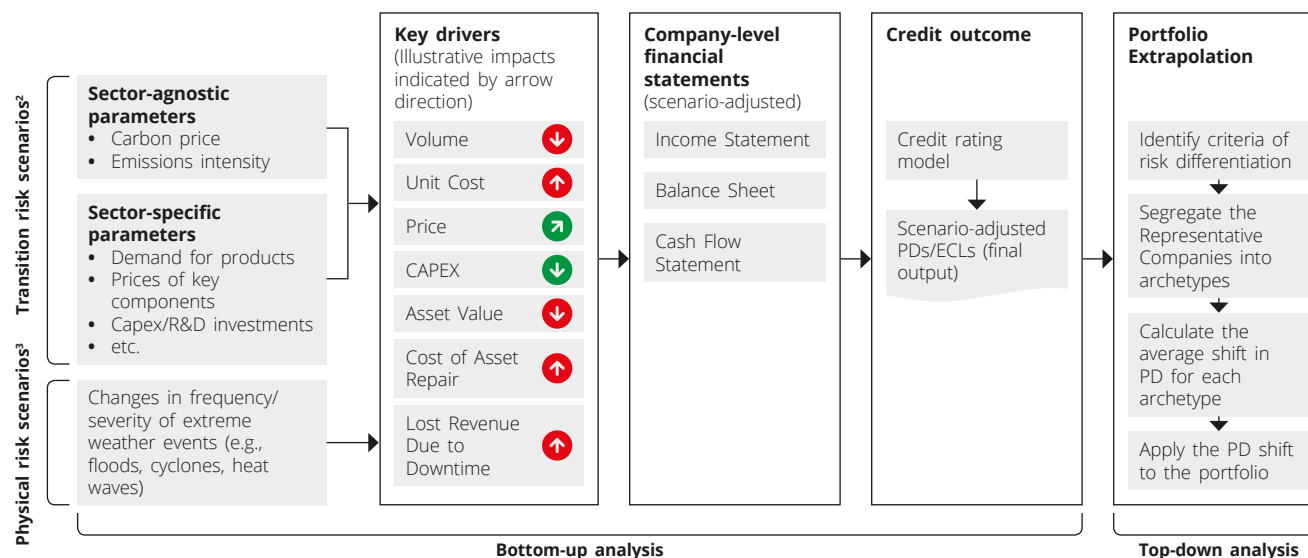 Transition risk scenarios²
Physical risk scenarios³
Sector-agnostic
parameters
• Carbon price
• Emissions intensity
Sector-specific
parameters
• Demand for products
• Prices of key
components
• Capex/R&D investments
• etc.
Changes in frequency/
severity of extreme
weather events (e.g.,
floods, cyclones, heat
waves)
Key drivers
(Illustrative impacts
indicated by arrow
direction)
Volume
Unit Cost
Price
CAPEX
Asset Value
Cost of Asset
Repair
Lost Revenue
Due to
Downtime
Company-level
financial
statements
(scenario-adjusted)
Income Statement
Balance Sheet
Cash Flow
Statement
Credit outcome
Credit rating
model
Scenario-adjusted
PDs/ECLs (final
output)
Portfolio
Extrapolation
Identify criteria of
risk differentiation
Segregate the
Representative
Companies into
archetypes
Calculate the
average shift in
PD for each
archetype
Apply the PD shift
to the portfolio
Bottom-up analysis
Top-down analysis